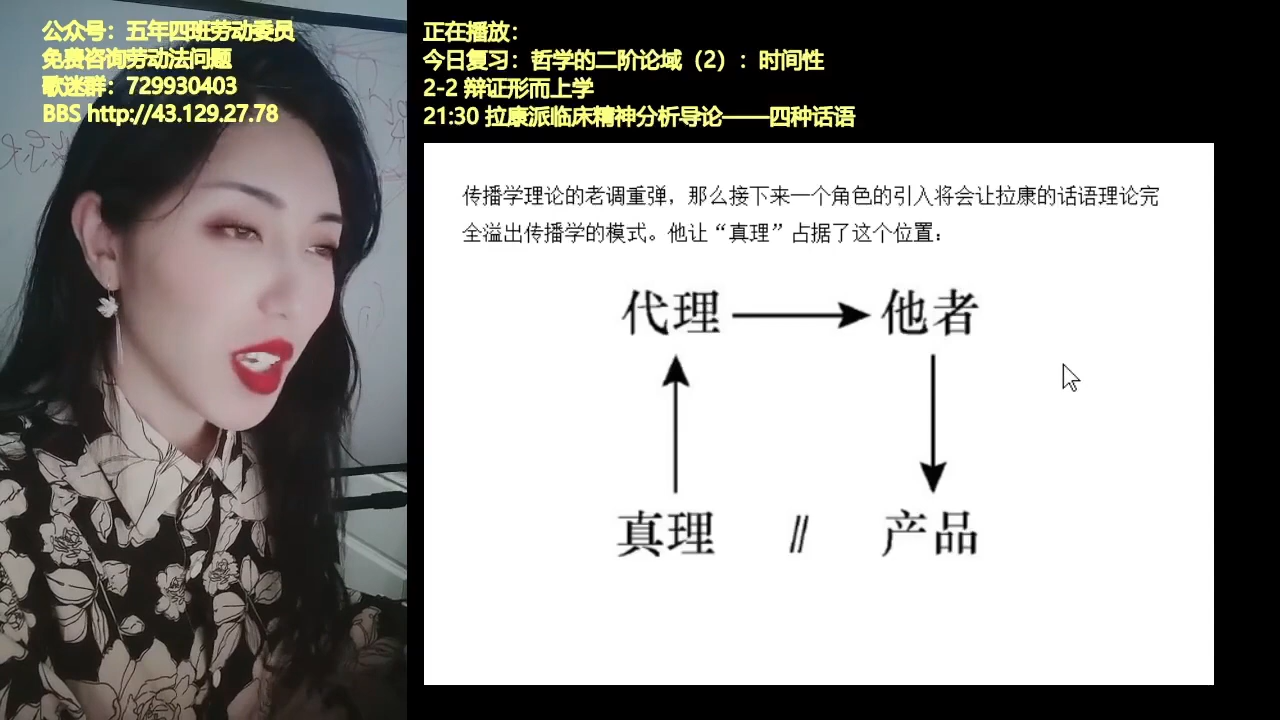 公众号：五年四班劳动委员
免费咨询劳动法问题
歌迷群：729930403
BBS http://43.129.27.78
正在播放：
今日复习：哲学的二阶论域（2）：时间性
2-2 辩证形而上学
21:30 拉康派临床精神分析导论——四种话语
传播学理论的老调重弹，那么接下来一个角色的引入将会让拉康的话语理论完
全溢出传播学的模式。他让“真理”占据了这个位置：
代理 他者
真理 // 产品